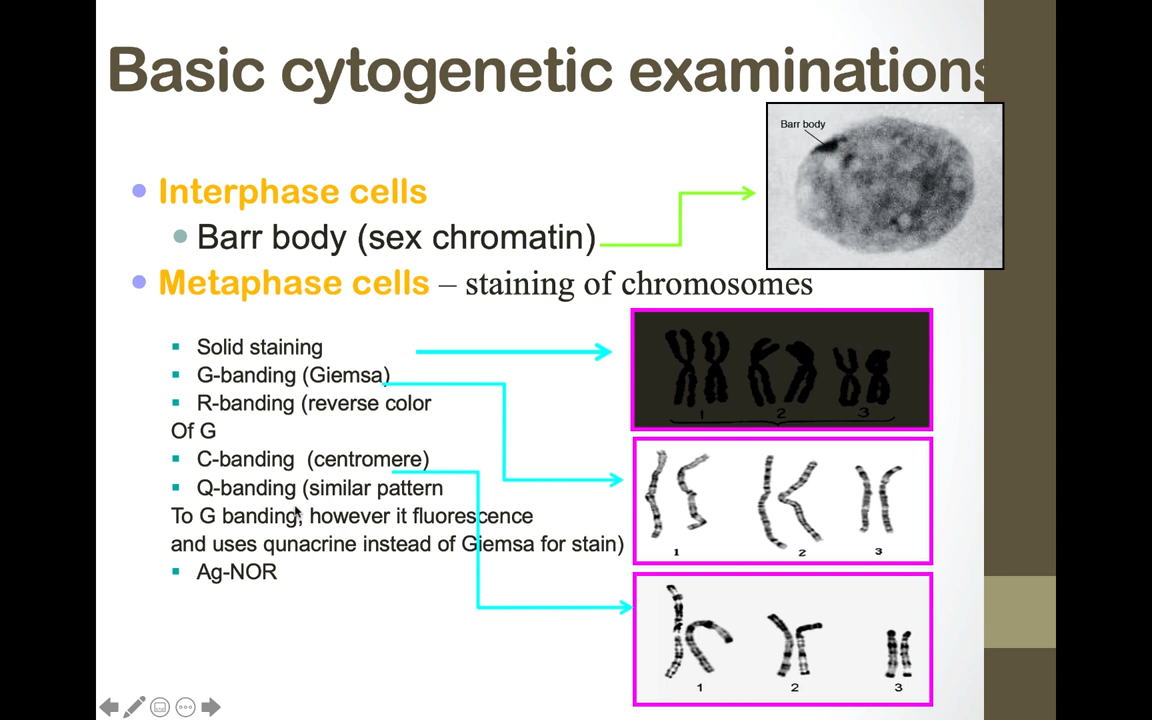 Basic cytogenetic examinations
Barr body
Interphase cells
Barr body (sex chromatin)
Metaphase cells – staining of chromosomes
Solid staining
G-banding (Giemsa)
R-banding (reverse color
Of G
C-banding (centromere)
Q-banding (similar pattern
To G banding, however it fluorescence
and uses qunacrine instead of Giemsa for stain)
Ag-NOR
1 2 3
1 2 3
1 2 3